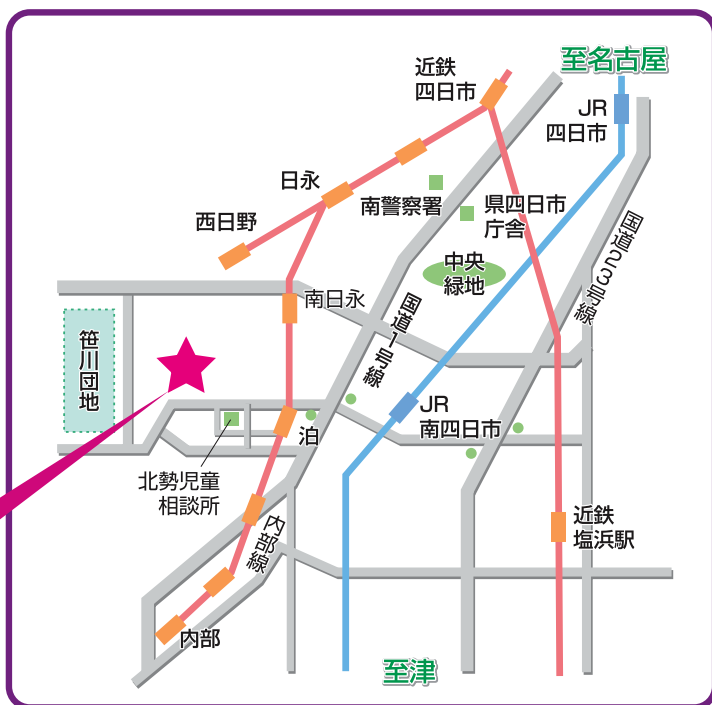 至名古屋
近鉄
四日市
JR
四日市
日永
南警察署
県四日市
庁舎
西日野
国道23号線
中央
緑地
南日永
国道1号線
笹川団地
JR
南四日市
泊
北勢児童
相談所
内部線
近鉄
塩浜駅
内部
至津